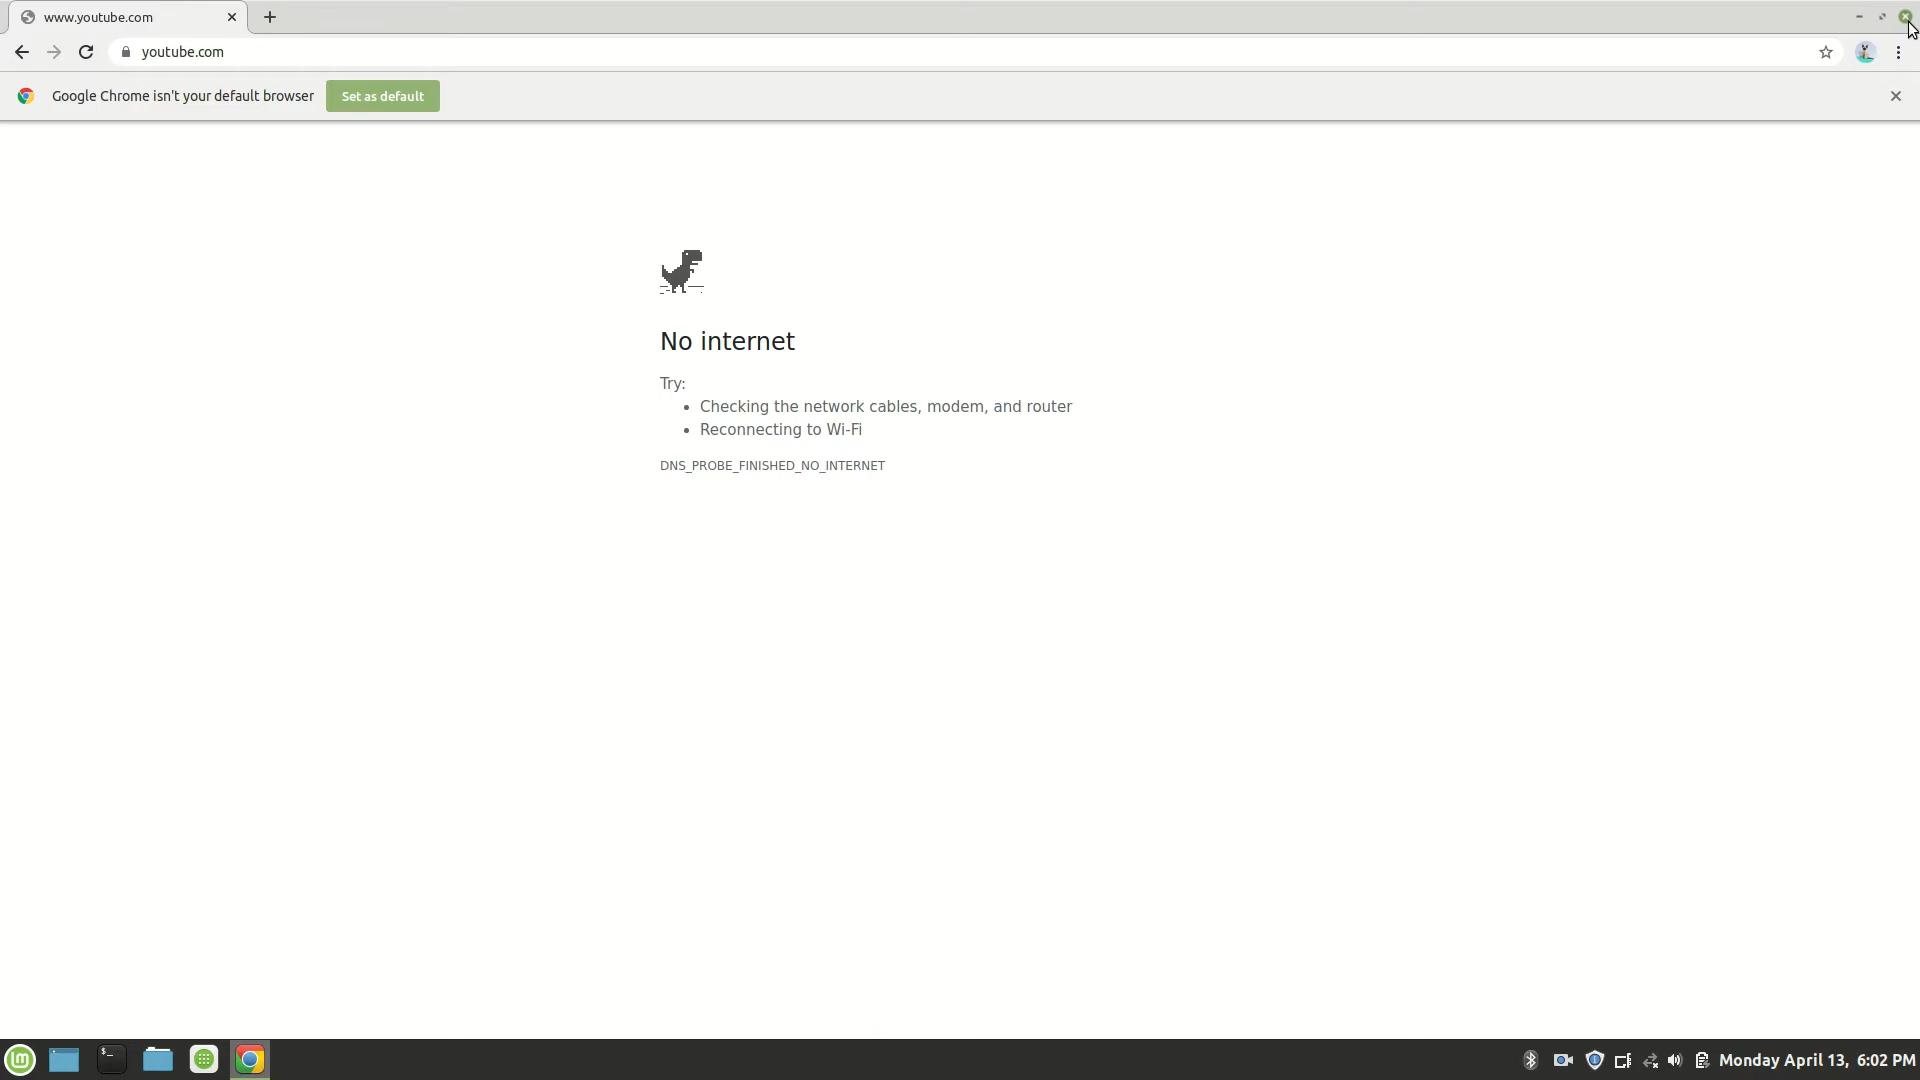 www.youtube.com
youtube.com
Google Chrome isn't your default browser
Set as default
No internet
Try:
Checking the network cables, modem, and router
Reconnecting to Wi-Fi
DNS_PROBE_FINISHED_NO_INTERNET
Monday April 13, 6:02 PM